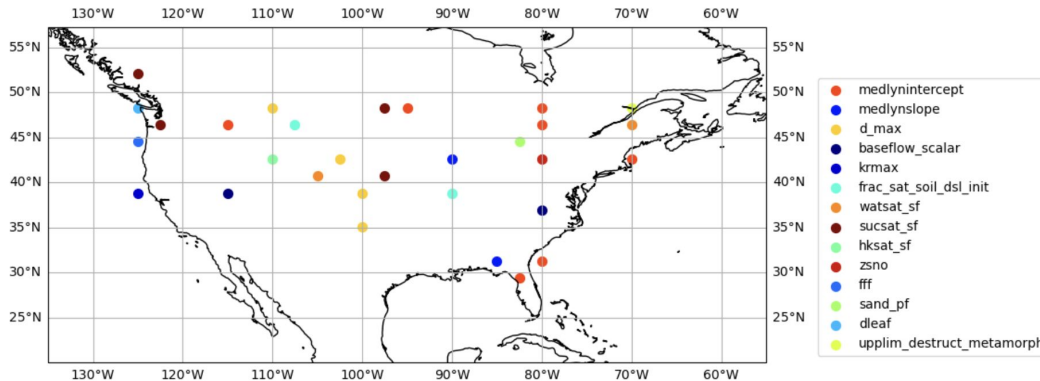 130°W 120°W 110°W 100°W 90°W 80°W 70°W 60°W
55°N 55°N
50°N 50°N
45°N 45°N
40°N 40°N
35°N 35°N
30°N 30°N
25°N 25°N
130°W 120°W 110°W 100°W 90°W 80°W 70°W 60°W
medlynintercept
medlynslope
d_max
baseflow_scalar
krmax
frac_sat_soil_dsl_init
watsat_sf
sucsat_sf
hksat_sf
zsno
fff
sand_pf
dleaf
upplim_destruct_metamorph